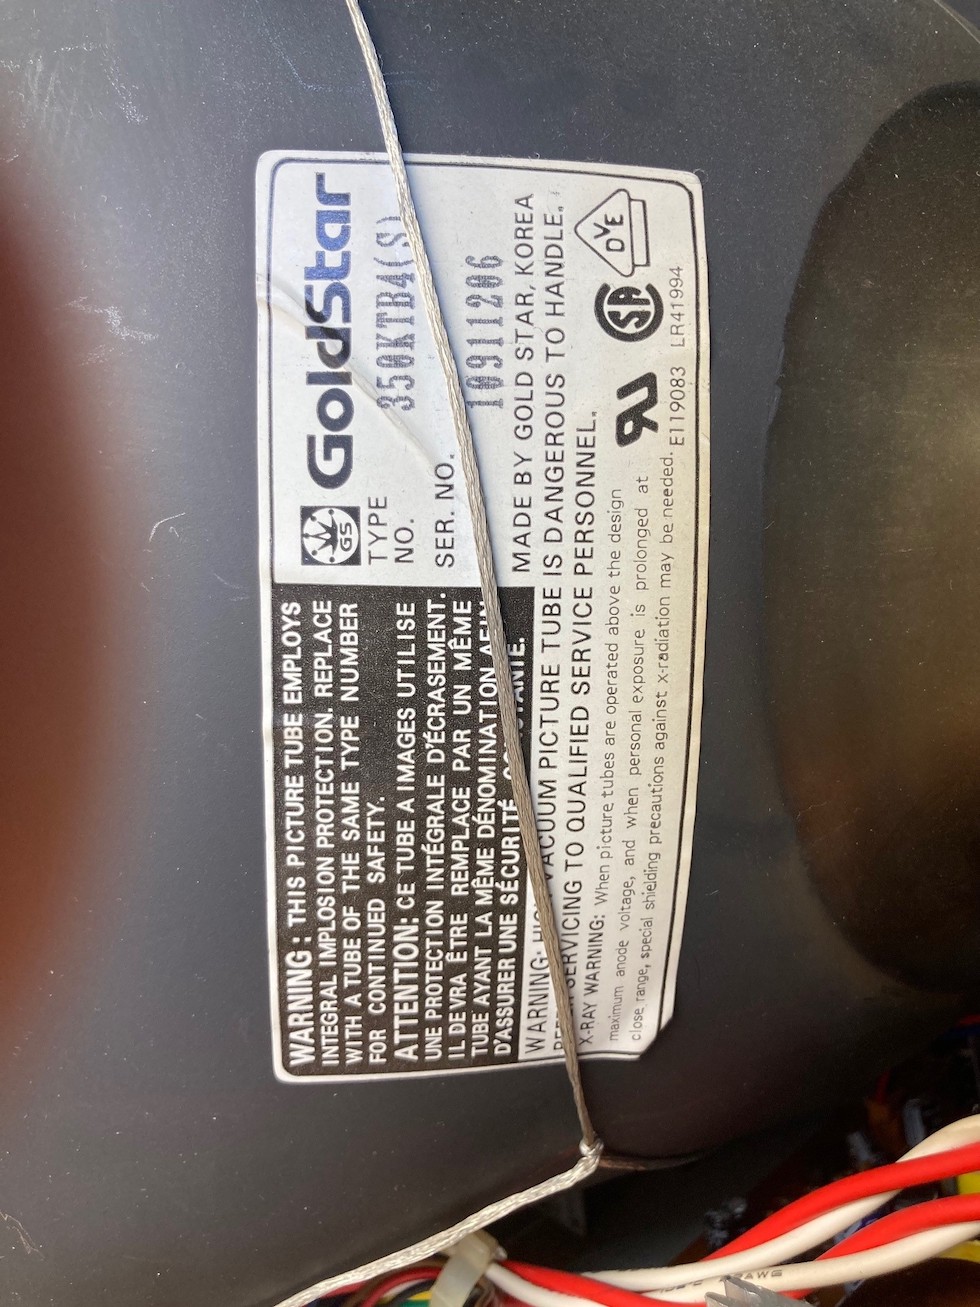 WARNING: THIS PICTURE TUBE EMPLOYS
INTEGRAL IMPLOSION PROTECTION. REPLACE
WITH A TUBE OF THE SAME TYPE NUMBER
FOR CONTINUED SAFETY.
ATTENTION: CE TUBE A IMAGES UTILISE
UNE PROTECTION INTÉGRALE D'ÉCRASEMENT.
IL DEVRA ÊTRE REMPLACE PAR UN MÊME
TUBE AYANT LA MÊME DÉNOMINATION AFIN
D'ASSURER UNE SÉCURITÉ
GS GoldStar
TYPE NO. 350KTB4(S)
SER. NO. 10911206
MADE BY GOLD STAR, KOREA
WARNING: VACUUM PICTURE TUBE IS DANGEROUS TO HANDLE.
SERVICING TO QUALIFIED SERVICE PERSONNEL.
X-RAY WARNING: When picture tubes are operated above the design
maximum anode voltage, and when personal exposure is prolonged at
close range, special shielding precautions against x-radiation may be needed.
UR SA DVE
E119083 LR41994